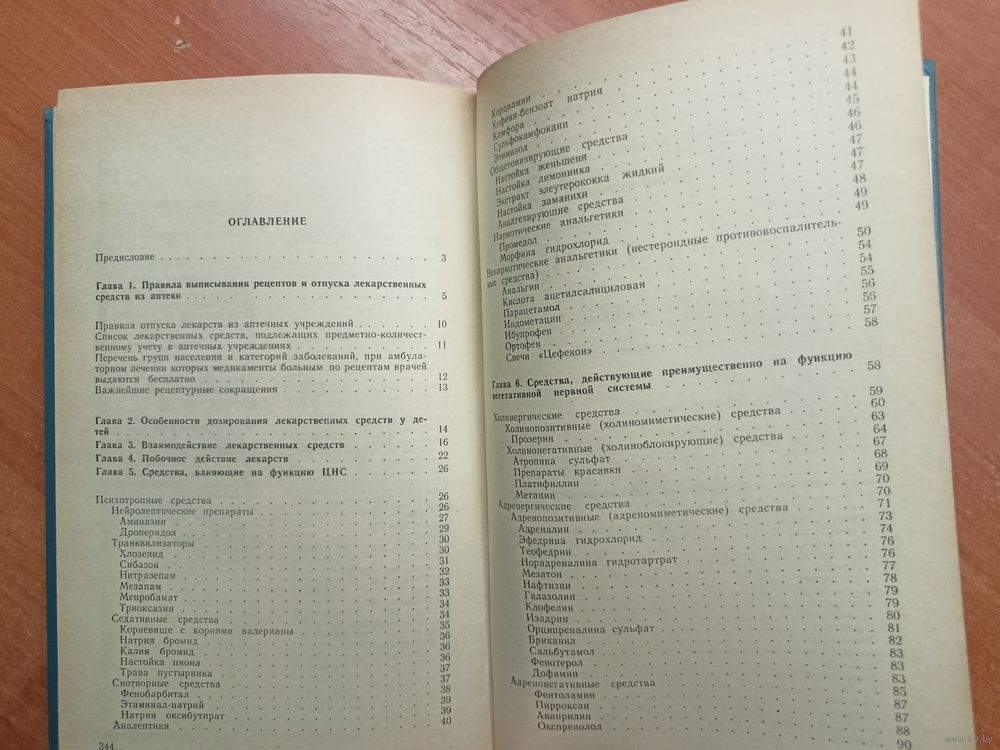 ОГЛАВЛЕНИЕ
Предисловие . . . 3
Глава 1. Правила выписывания рецептов и отпуска лекарственных
средств из аптеки . . . 5
Правила отпуска лекарств из аптечных учреждений . . . 10
Список лекарственных средств, подлежащих предметно-количест-
венному учету в аптечных учреждениях . . . 11
Перечень групп населения и категорий заболеваний, при амбула-
торном лечении которых медикаменты больным по рецептам врачей
выдаются бесплатно . . . 12
Важнейшие рецептурные сокращения . . . 13
Глава 2. Особенности дозирования лекарственных средств у де-
тей . . . 14
Глава 3. Взаимодействие лекарственных средств . . . 16
Глава 4. Побочное действие лекарств . . . 22
Глава 5. Средства, влияющие на функцию ЦНС . . . 26
Психотропные средства . . . 26
Нейролептические препараты . . . 26
Аминазин . . . 27
Дроперидол . . . 29
Транквилизаторы . . . 30
Хлозепид . . . 30
Сибазон . . . 31
Нитразепам . . . 32
Мезапам . . . 33
Мепробамат . . . 33
Триоксазин . . . 34
Седативные средства . . . 34
Корневище с корнями валерианы . . . 35
Натрия бромид . . . 36
Калия бромид . . . 36
Настойка пиона . . . 36
Трава пустырника . . . 37
Снотворные средства . . . 37
Фенобарбитал . . . 38
Этаминал-натрий . . . 39
Натрия оксибутират . . . 39
Аналептики . . . 40
344
Кордиамин . . . 41
Кофеин-бензоат натрия . . . 42
Камфора . . . 43
Сульфокамфокаин . . . 44
Этимизол . . . 44
Общетонизирующие средства . . . 45
Настойка женьшеня . . . 46
Настойка лимонника . . . 46
Экстракт элеутерококка жидкий . . . 47
Настойка заманихи . . . 47
Аналгезирующие средства . . . 47
Наркотические анальгетики . . . 48
Промедол . . . 49
Морфина гидрохлорид . . . 49
Ненаркотические анальгетики (нестероидные противовоспалитель-
ные средства) . . . 50
Анальгин . . . 54
Кислота ацетилсалициловая . . . 54
Парацетамол . . . 55
Индометацин . . . 56
Ибупрофен . . . 56
Ортофен . . . 57
Свечи «Цефекон» . . . 58
Глава 6. Средства, действующие преимущественно на функцию
вегетативной нервной системы . . . 58
Холинергические средства . . . 59
Холинопозитивные (холиномиметические) средства . . . 60
Прозерин . . . 63
Холинонегативные (холиноблокирующие) средства . . . 64
Атропина сульфат . . . 67
Препараты красавки . . . 68
Платифиллин . . . 69
Метацин . . . 70
Адренергические средства . . . 70
Адренопозитивные (адреномиметические) средства . . . 71
Адреналин . . . 73
Эфедрина гидрохлорид . . . 74
Теофедрин . . . 76
Норадреналина гидротартрат . . . 76
Мезатон . . . 77
Нафтизин . . . 78
Галазолин . . . 79
Клофелин . . . 79
Изадрин . . . 80
Орципреналина сульфат . . . 81
Бриканил . . . 82
Сальбутамол . . . 83
Фенотерол . . . 83
Дофамин . . . 83
Адренонегативные средства . . . 85
Фентоламин . . . 87
Пирроксан . . . 87
Анаприлин . . . 88
Окспренолол . . . 90
www.ay.by